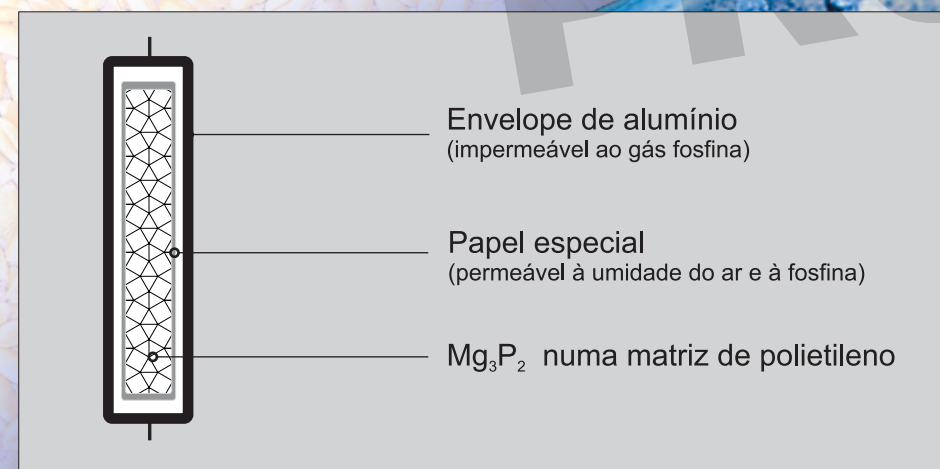 Envelope de alumínio
(impermeável ao gás fosfina)
Papel especial
(permeável à umidade do ar e à fosfina)
Mg₃P₂ numa matriz de polietileno